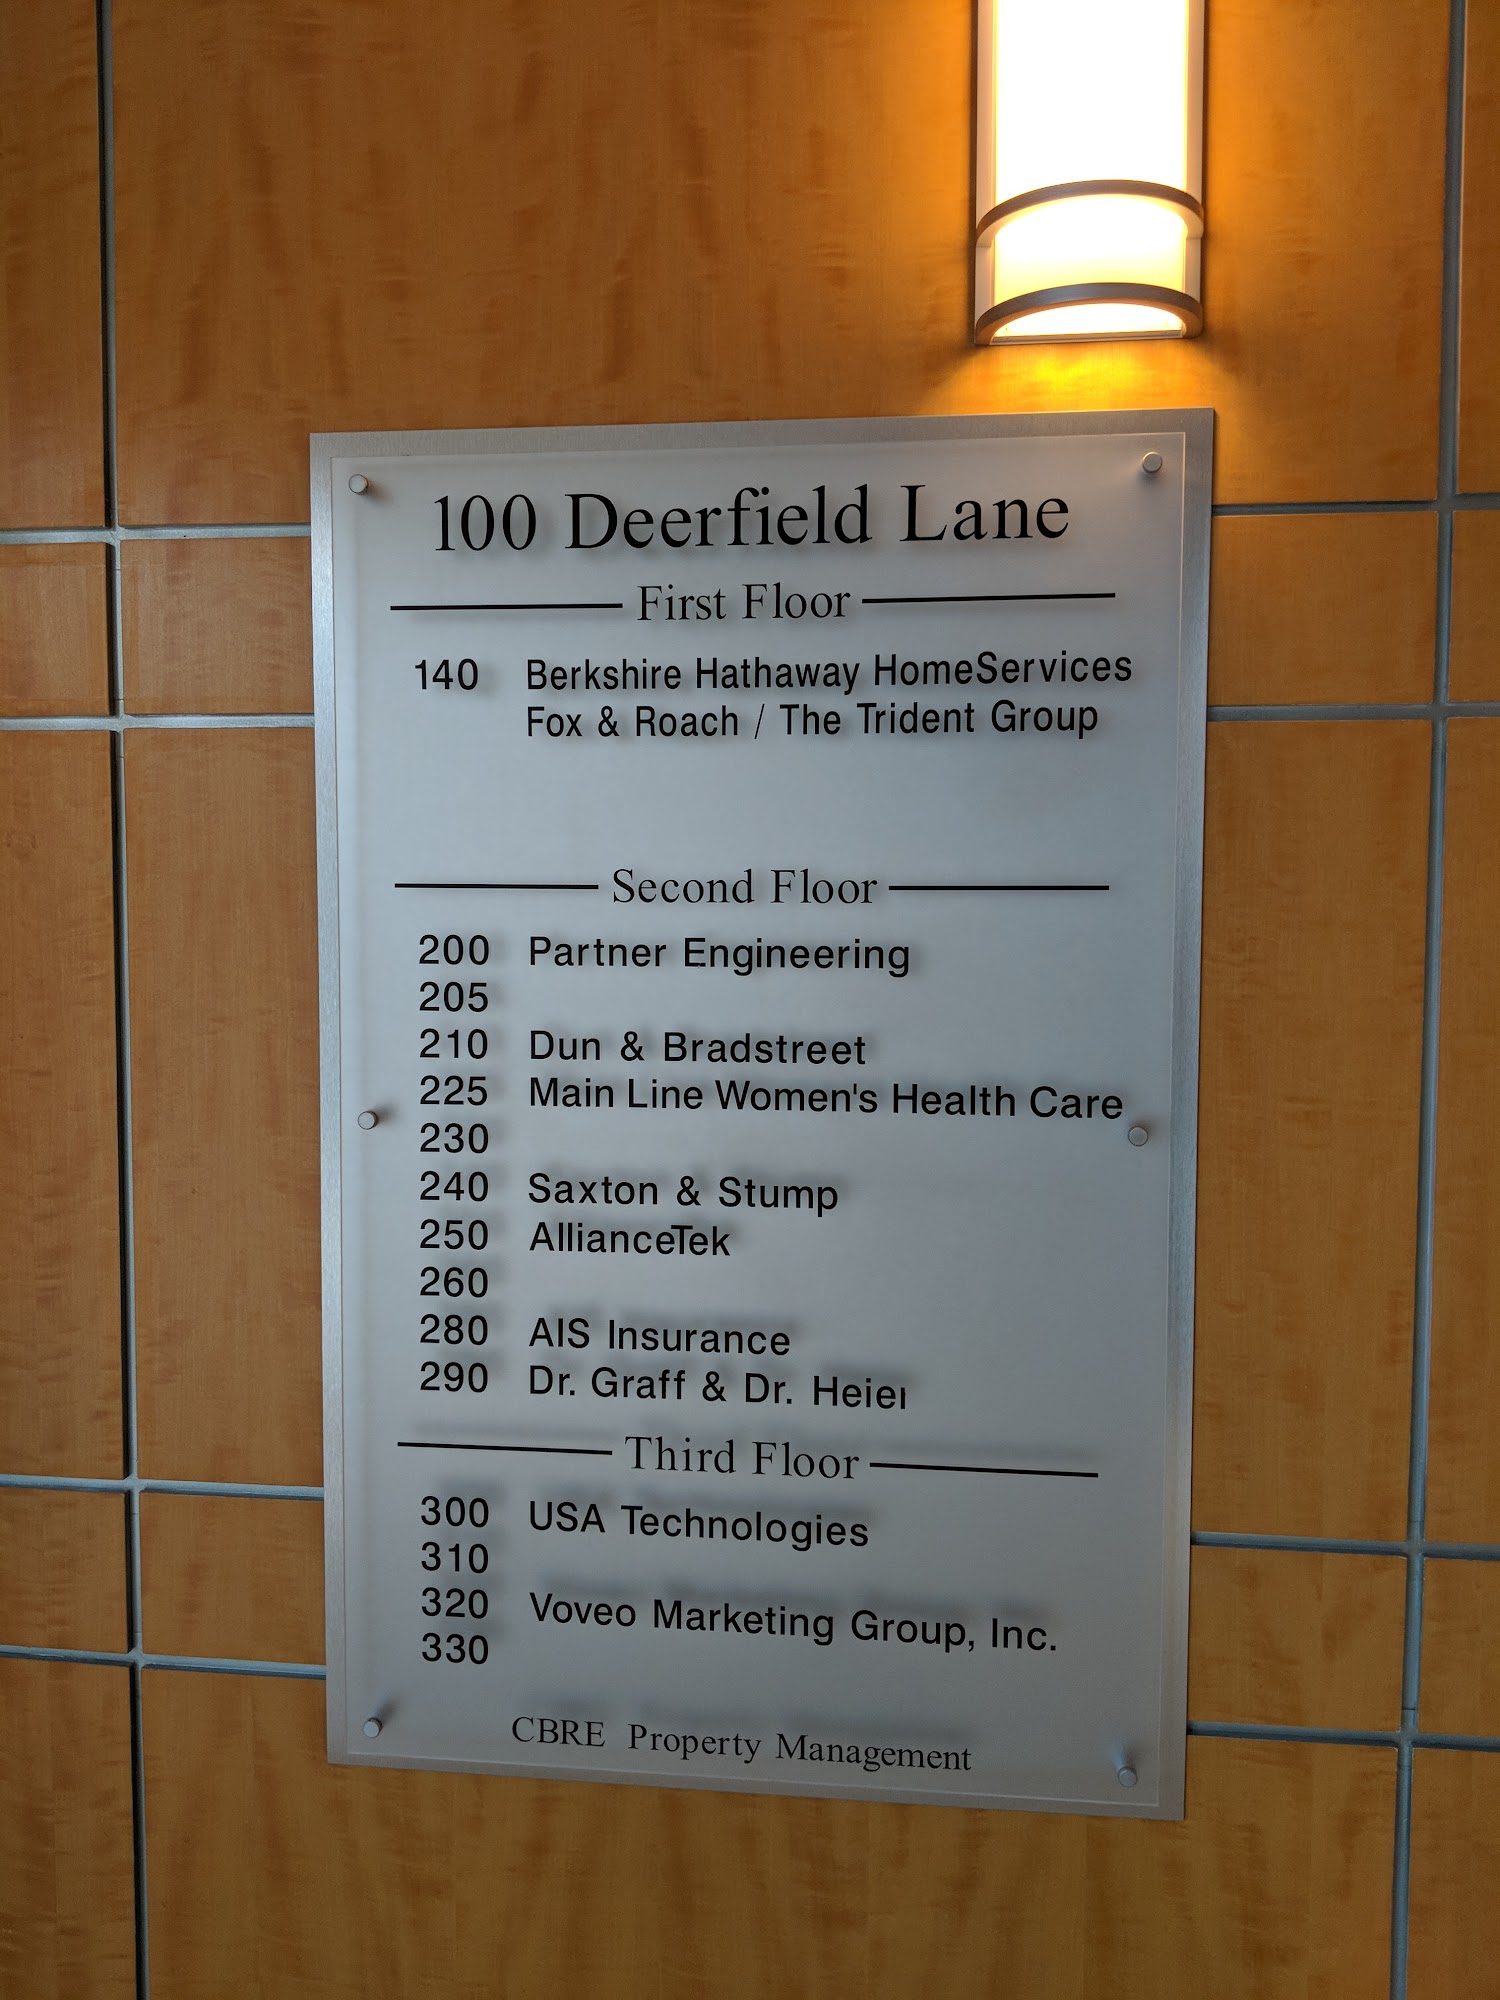 100 Deerfield Lane
First Floor
140 Berkshire Hathaway HomeServices
Fox & Roach / The Trident Group
Second Floor
200 Partner Engineering
205
210 Dun & Bradstreet
225 Main Line Women's Health Care
230
240 Saxton & Stump
250 AllianceTek
260
280 AIS Insurance
290 Dr. Graff & Dr. Heier
Third Floor
300 USA Technologies
310
320 Voveo Marketing Group, Inc.
330
CBRE Property Management